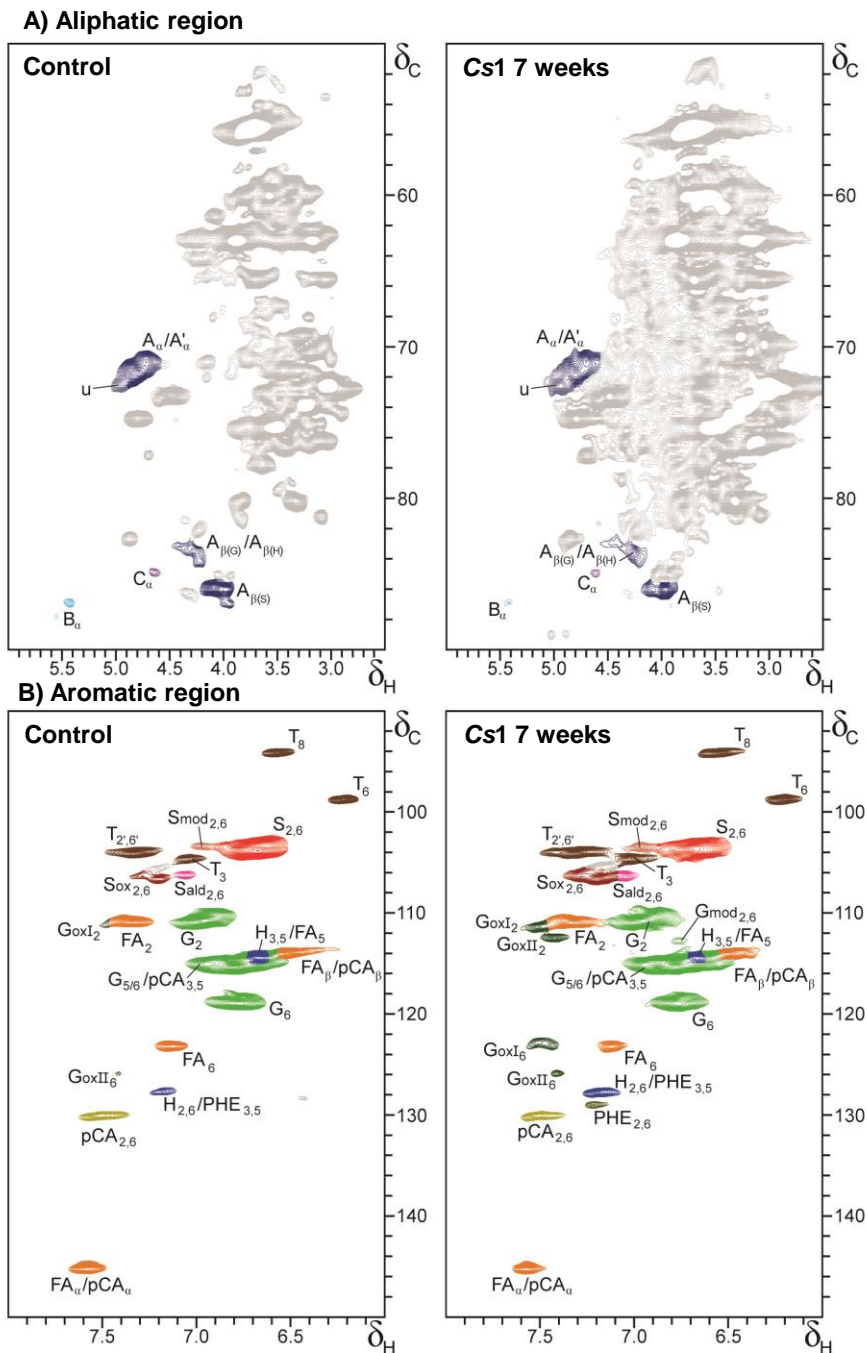 A) Aliphatic region
Control
δC
60
70
80
Aα/A'α
u
Aβ(G)/Aβ(H)
Cα
Aβ(S)
Bα
5.5 5.0 4.5 4.0 3.5 3.0
δH
Cs1 7 weeks
δC
60
70
80
Aα/A'α
u
Aβ(G)/Aβ(H)
Cα
Aβ(S)
Bα
5.5 5.0 4.5 4.0 3.5 3.0
δH
B) Aromatic region
Control
δC
T8
T6
100
Smod2,6
S2,6
T2',6'
T3
Sox2,6
Sald2,6
110
GoxI2
FA2
G2
H3,5/FA5
G5/6/pCA3,5
FAβ/pCAβ
G6
120
FA6
GoxII6
H2,6/PHE3,5
130
pCA2,6
140
FAα/pCAα
7.5 7.0 6.5
δH
Cs1 7 weeks
δC
T8
T6
100
Smod2,6
S2,6
T2',6'
T3
Sox2,6
Sald2,6
110
GoxI2
GoxII2
FA2
G2
Gmod2,6
H3,5/FA5
G5/6/pCA3,5
FAβ/pCAβ
G6
120
GoxI6
FA6
GoxII6
H2,6/PHE3,5
PHE2,6
130
pCA2,6
140
FAα/pCAα
7.5 7.0 6.5
δH